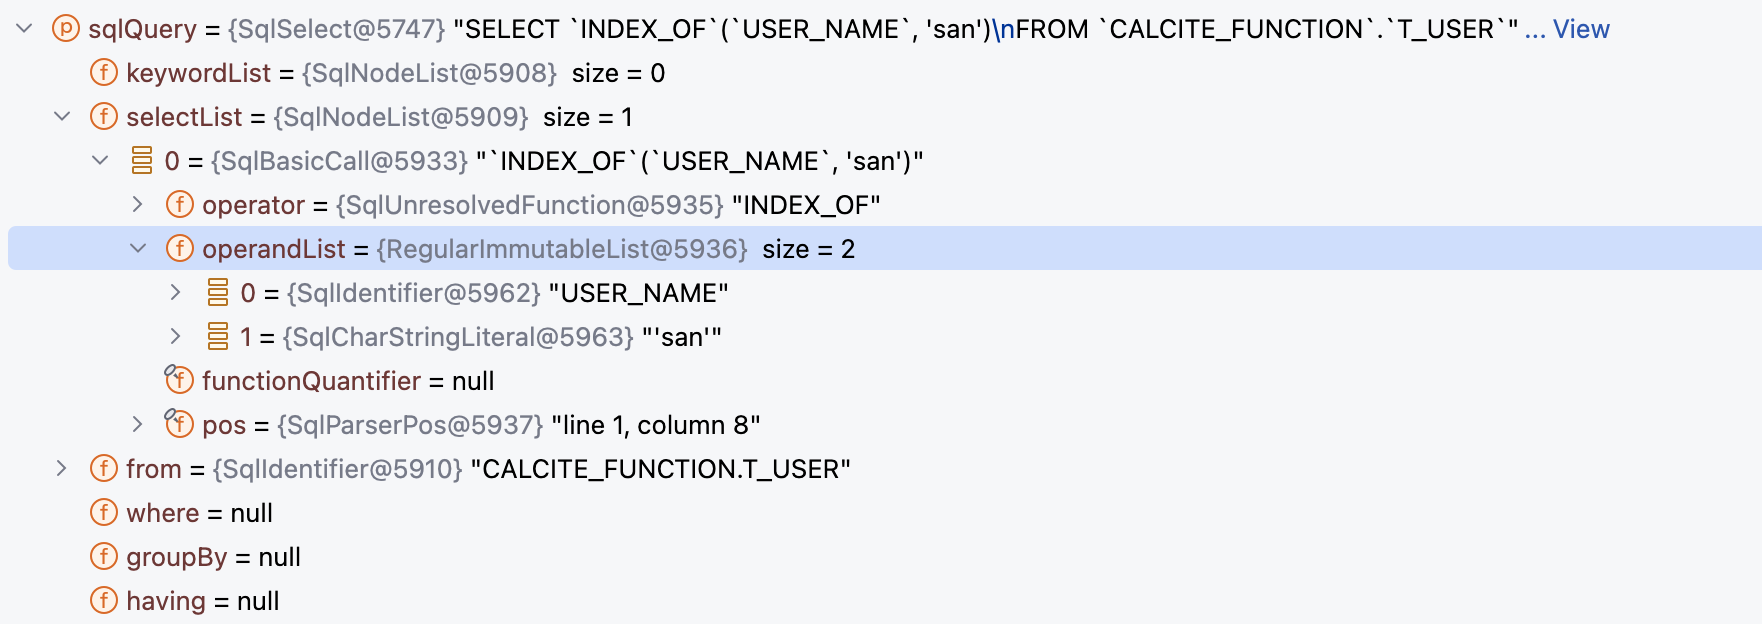 sqlQuery = {SqlSelect@5747} "SELECT `INDEX_OF`(`USER_NAME`, 'san')\nFROM `CALCITE_FUNCTION`.`T_USER`" ... View
keywordList = {SqlNodeList@5908} size = 0
selectList = {SqlNodeList@5909} size = 1
0 = {SqlBasicCall@5933} "`INDEX_OF`(`USER_NAME`, 'san')"
operator = {SqlUnresolvedFunction@5935} "INDEX_OF"
operandList = {RegularImmutableList@5936} size = 2
0 = {SqlIdentifier@5962} "USER_NAME"
1 = {SqlCharStringLiteral@5963} "'san'"
functionQuantifier = null
pos = {SqlParserPos@5937} "line 1, column 8"
from = {SqlIdentifier@5910} "CALCITE_FUNCTION.T_USER"
where = null
groupBy = null
having = null